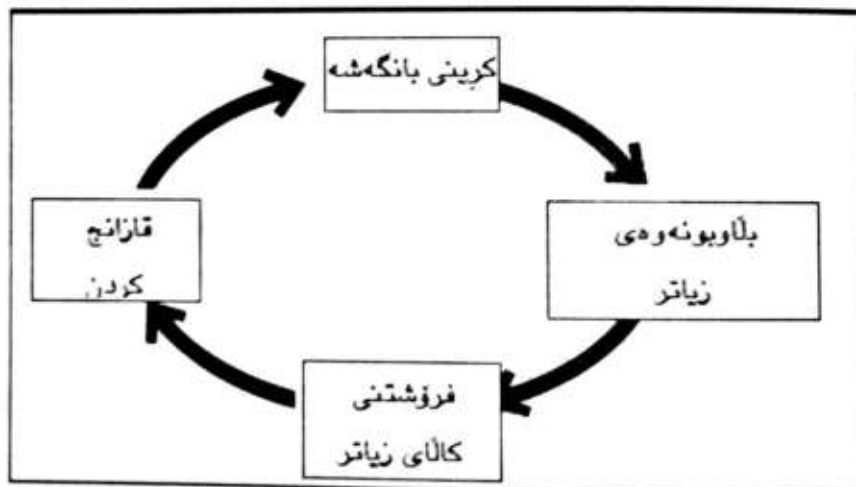 کڕینی بانگەشە
بڵاوبونەوەی
زیاتر
فرۆشتنی
کاڵای زیاتر
قازانج
کردن